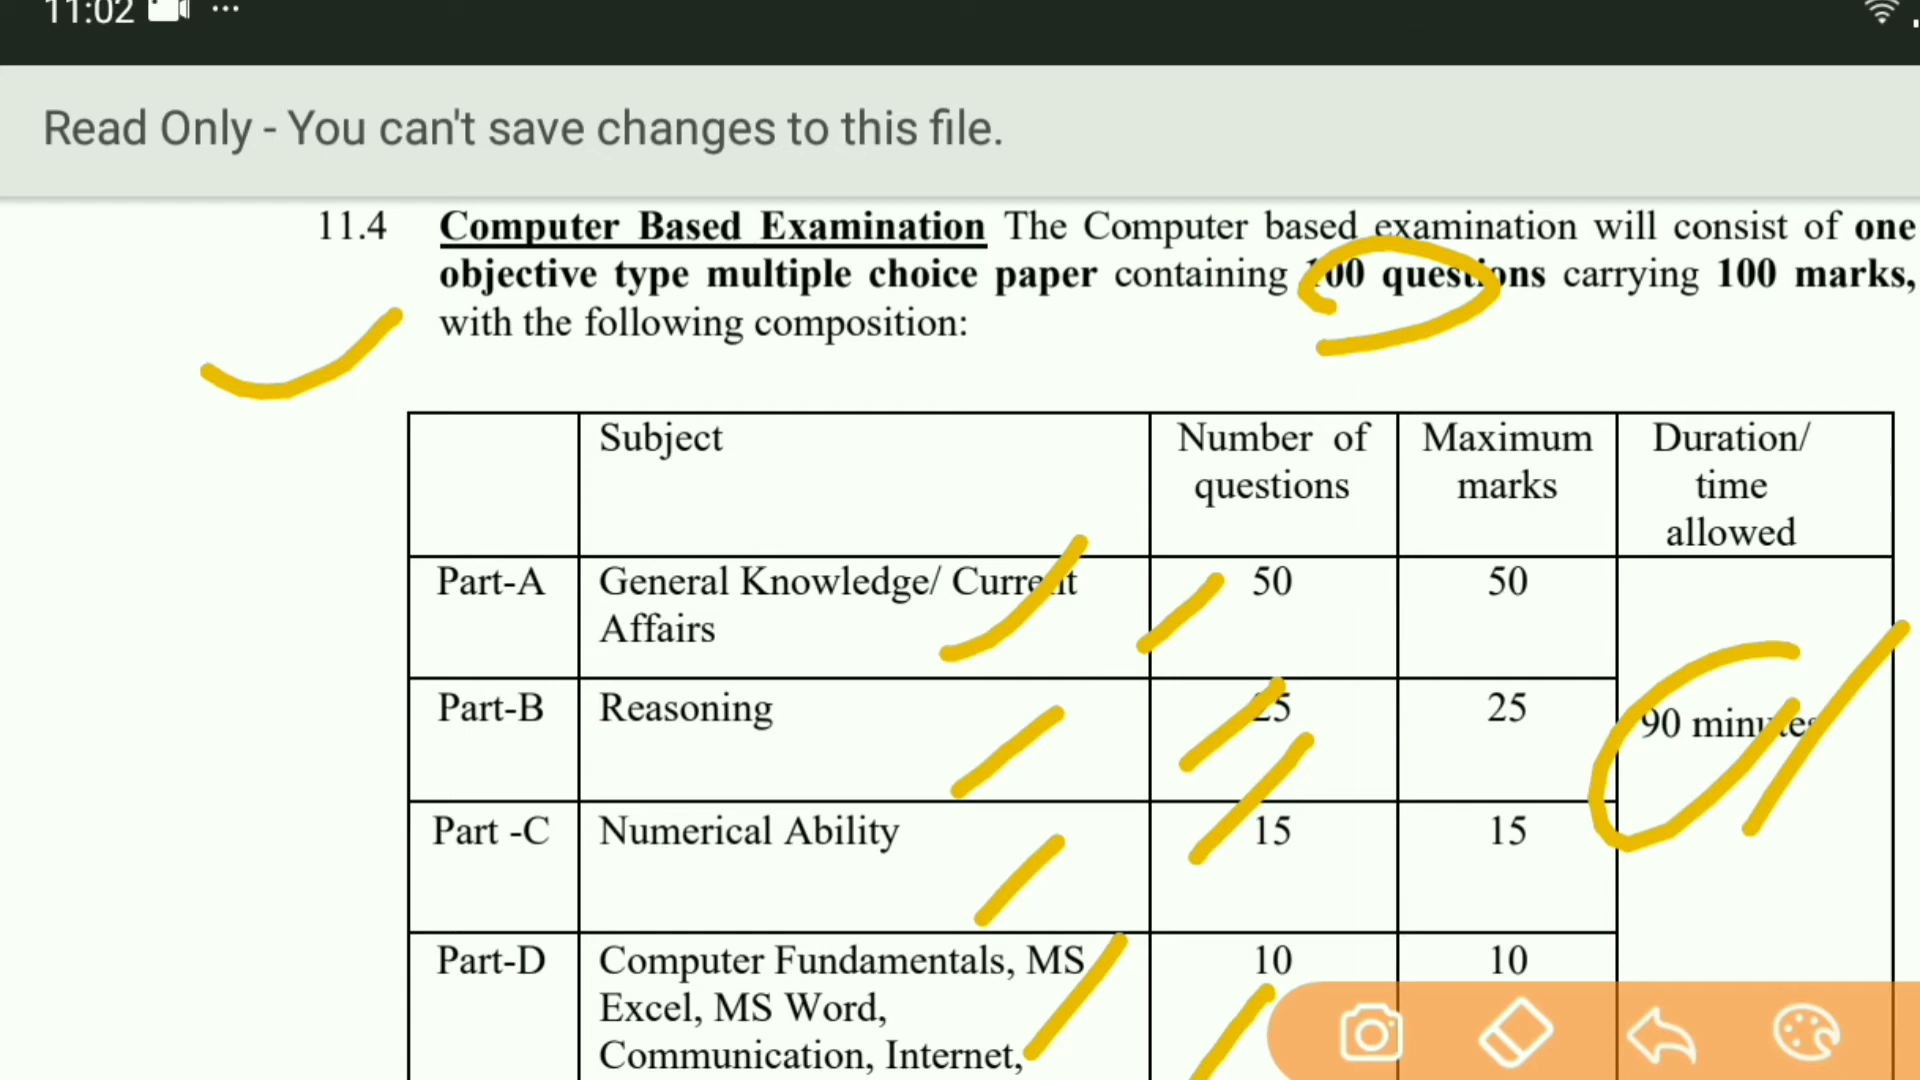 11:02
Read Only - You can't save changes to this file.
11.4 Computer Based Examination The Computer based examination will consist of one
objective type multiple choice paper containing 100 questions carrying 100 marks,
with the following composition:
Subject Number of questions Maximum marks Duration/ time allowed
Part-A General Knowledge/ Current Affairs 50 50
Part-B Reasoning 25 25 90 minutes
Part -C Numerical Ability 15 15
Part-D Computer Fundamentals, MS 10 10
Excel, MS Word,
Communication, Internet,